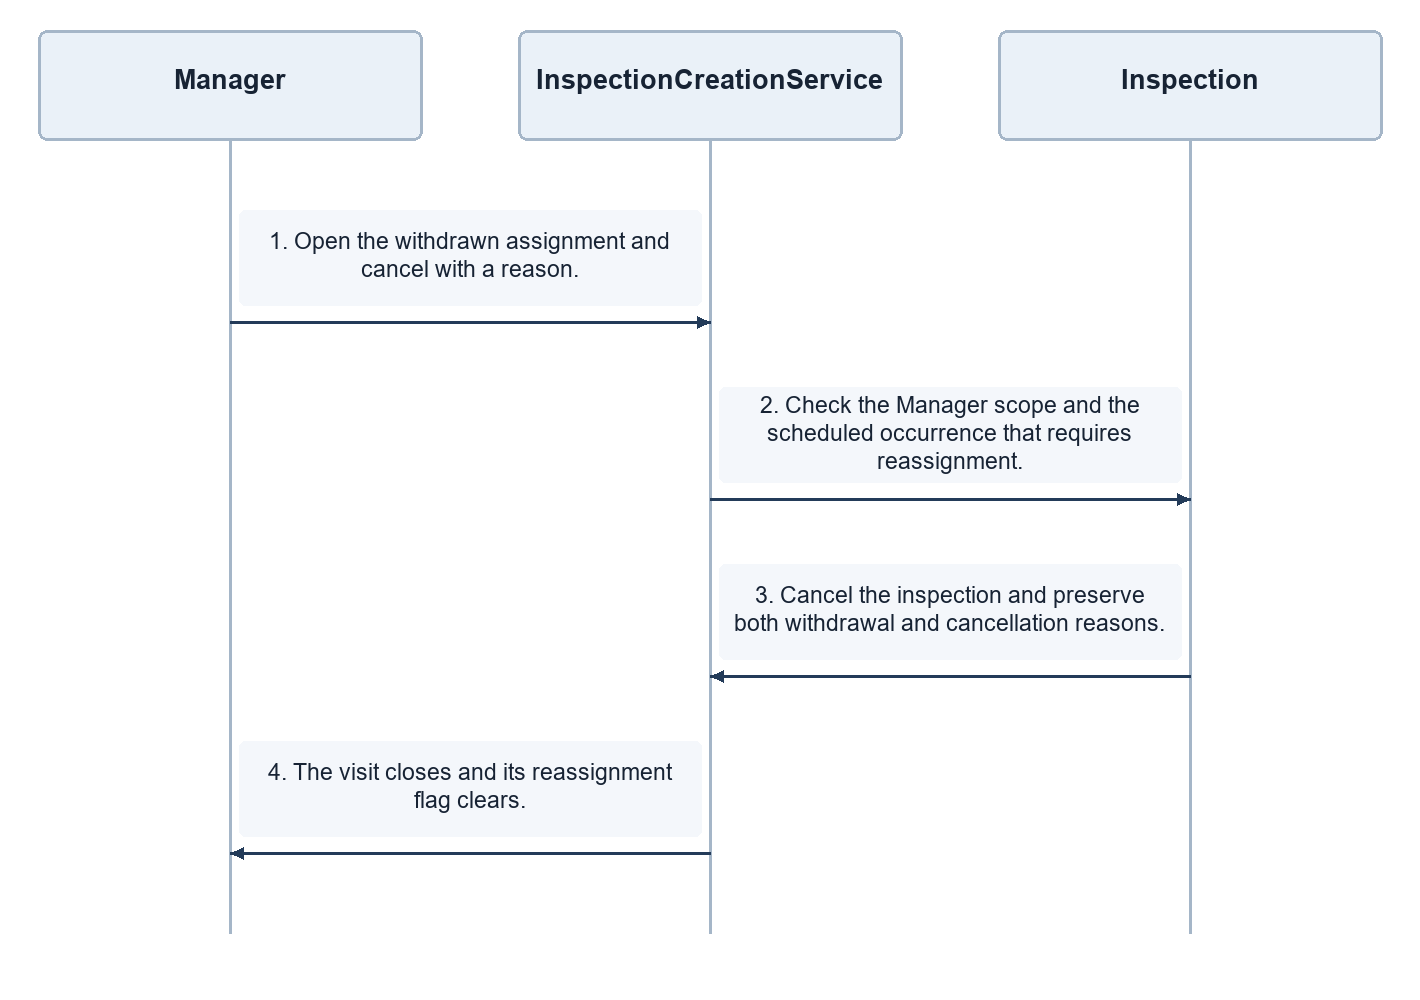 Manager
InspectionCreationService
Inspection
1. Open the withdrawn assignment and
cancel with a reason.
2. Check the Manager scope and the
scheduled occurrence that requires
reassignment.
3. Cancel the inspection and preserve
both withdrawal and cancellation reasons.
4. The visit closes and its reassignment
flag clears.